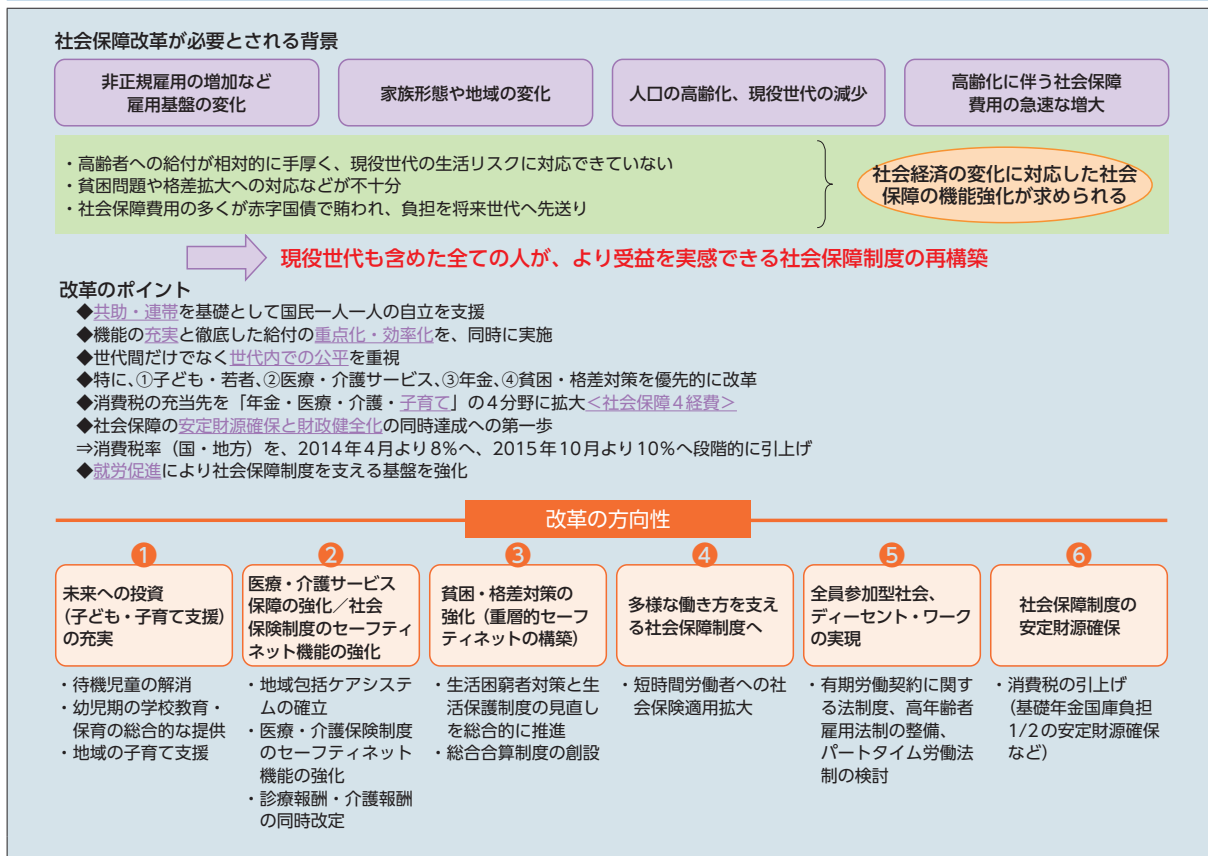 社会保障改革が必要とされる背景
非正規雇用の増加など
雇用基盤の変化
家族形態や地域の変化
人口の高齢化、現役世代の減少
高齢化に伴う社会保障
費用の急速な増大
・高齢者への給付が相対的に手厚く、現役世代の生活リスクに対応できていない
・貧困問題や格差拡大への対応などが不十分
・社会保障費用の多くが赤字国債で賄われ、負担を将来世代へ先送り
社会経済の変化に対応した社会
保障の機能強化が求められる
現役世代も含めた全ての人が、より受益を実感できる社会保障制度の再構築
改革のポイント
◆共助・連帯を基礎として国民一人一人の自立を支援
◆機能の充実と徹底した給付の重点化・効率化を、同時に実施
◆世代間だけでなく世代内での公平を重視
◆特に、①子ども・若者、②医療・介護サービス、③年金、④貧困・格差対策を優先的に改革
◆消費税の充当先を「年金・医療・介護・子育て」の4分野に拡大<社会保障4経費>
◆社会保障の安定財源確保と財政健全化の同時達成への第一歩
⇒消費税率（国・地方）を、2014年4月より8%へ、2015年10月より10%へ段階的に引上げ
◆就労促進により社会保障制度を支える基盤を強化
改革の方向性
1
未来への投資
(子ども・子育て支援)
の充実
・待機児童の解消
・幼児期の学校教育・
保育の総合的な提供
・地域の子育て支援
2
医療・介護サービス
保障の強化／社会
保険制度のセーフティ
ネット機能の強化
・地域包括ケアシステ
ムの確立
・医療・介護保険制度
のセーフティネット
機能の強化
・診療報酬・介護報酬
の同時改定
3
貧困・格差対策の
強化（重層的セーフ
ティネットの構築）
・生活困窮者対策と生
活保護制度の見直し
を総合的に推進
・総合合算制度の創設
4
多様な働き方を支え
る社会保障制度へ
・短時間労働者への社
会保険適用拡大
5
全員参加型社会、
ディーセント・ワーク
の実現
・有期労働契約に関す
る法制度、高年齢者
雇用法制の整備、
パートタイム労働法
制の検討
6
社会保障制度の
安定財源確保
・消費税の引上げ
（基礎年金国庫負担
1/2の安定財源確保
など）